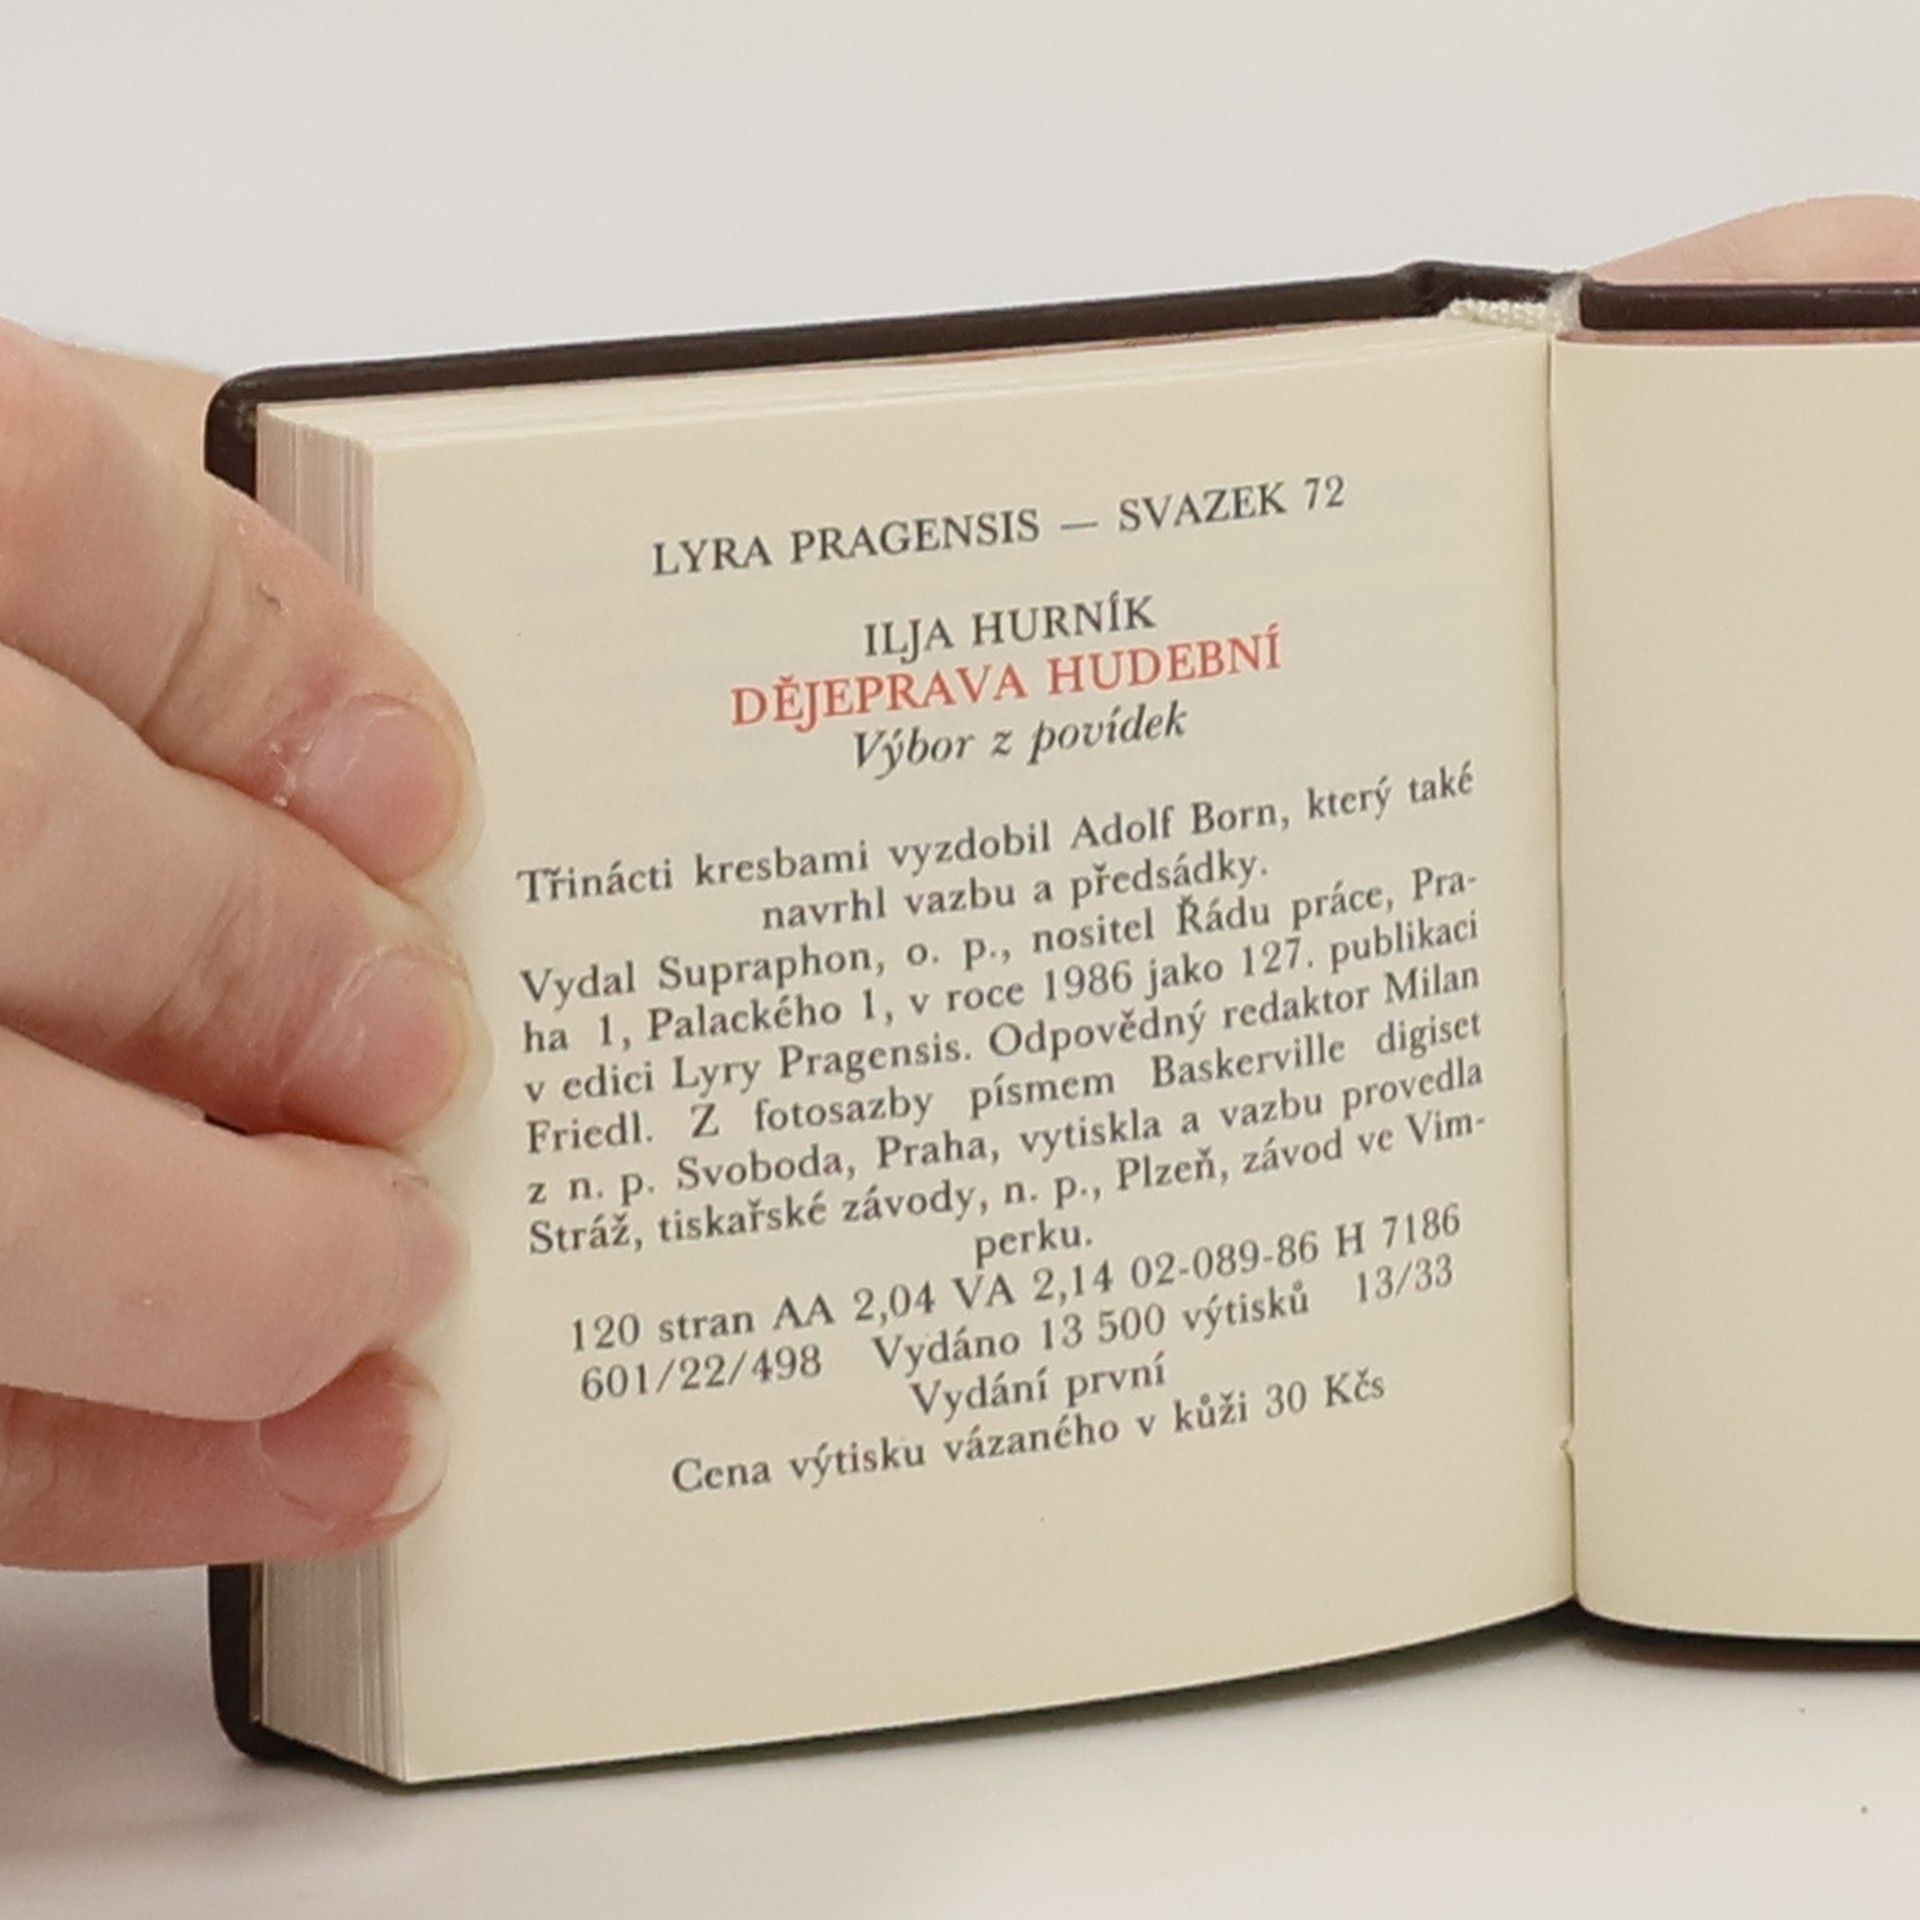 LYRA PRAGENSIS — SVAZEK 72
ILJA HURNÍK
DĚJEPRAVA HUDEBNÍ
Výbor z povídek
Třinácti kresbami vyzdobil Adolf Born, který také
navrhl vazbu a předsádky.
Vydal Supraphon, o. p., nositel Řádu práce, Pra-
ha 1, Palackého 1, v roce 1986 jako 127. publikaci
v edici Lyry Pragensis. Odpovědný redaktor Milan
Friedl. Z fotosazby písmem Baskerville digiset
z n. p. Svoboda, Praha, vytiskla a vazbu provedla
Stráž, tiskařské závody, n. p., Plzeň, závod ve Vim-
perku.
120 stran AA 2,04 VA 2,14 02-089-86 H 7186
601/22/498 Vydáno 13 500 výtisků 13/33
Vydání první
Cena výtisku vázaného v kůži 30 Kčs